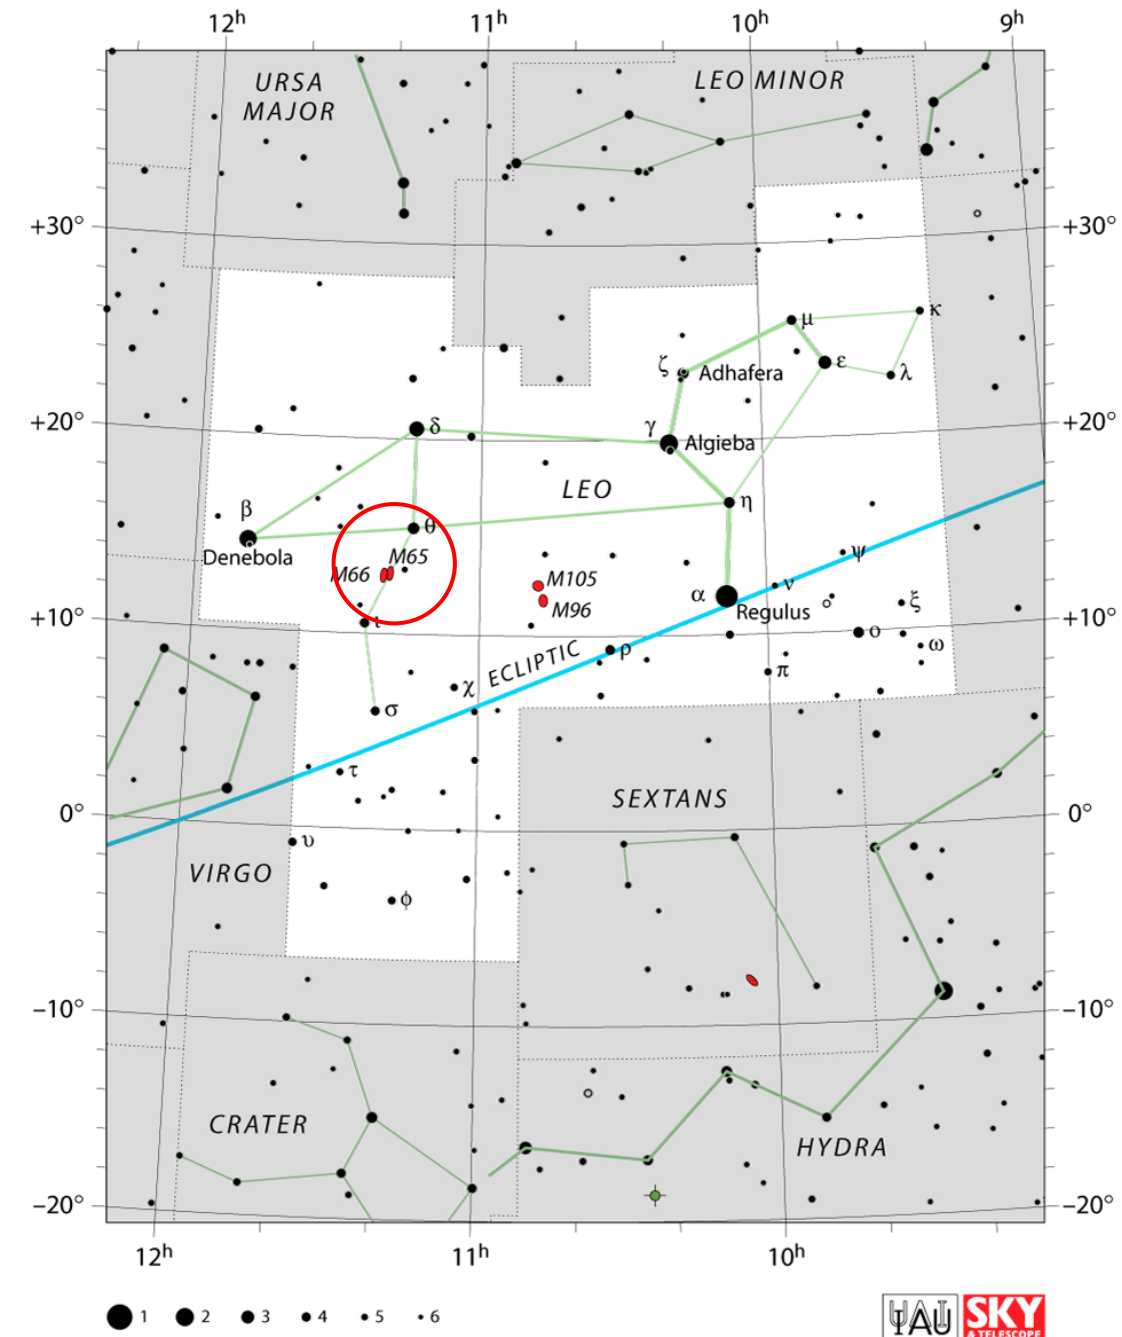 12h 11h 10h 9h
URSA
MAJOR
LEO MINOR
+30° +30°
κ
μ
ζ Adhafera ε λ
+20° +20°
δ γ Algieba
LEO η
β
θ
Denebola
M65
M66
M105
M96
ψ
ν
α Regulus
ξ
+10° +10°
ι
ο
ω
ECLIPTIC ρ
π
χ
σ
τ
SEXTANS
0° 0°
υ
VIRGO
ϕ
−10° −10°
CRATER
HYDRA
−20° −20°
12h 11h 10h
1 2 3 4 5 6
IAU
SKY
& TELESCOPE